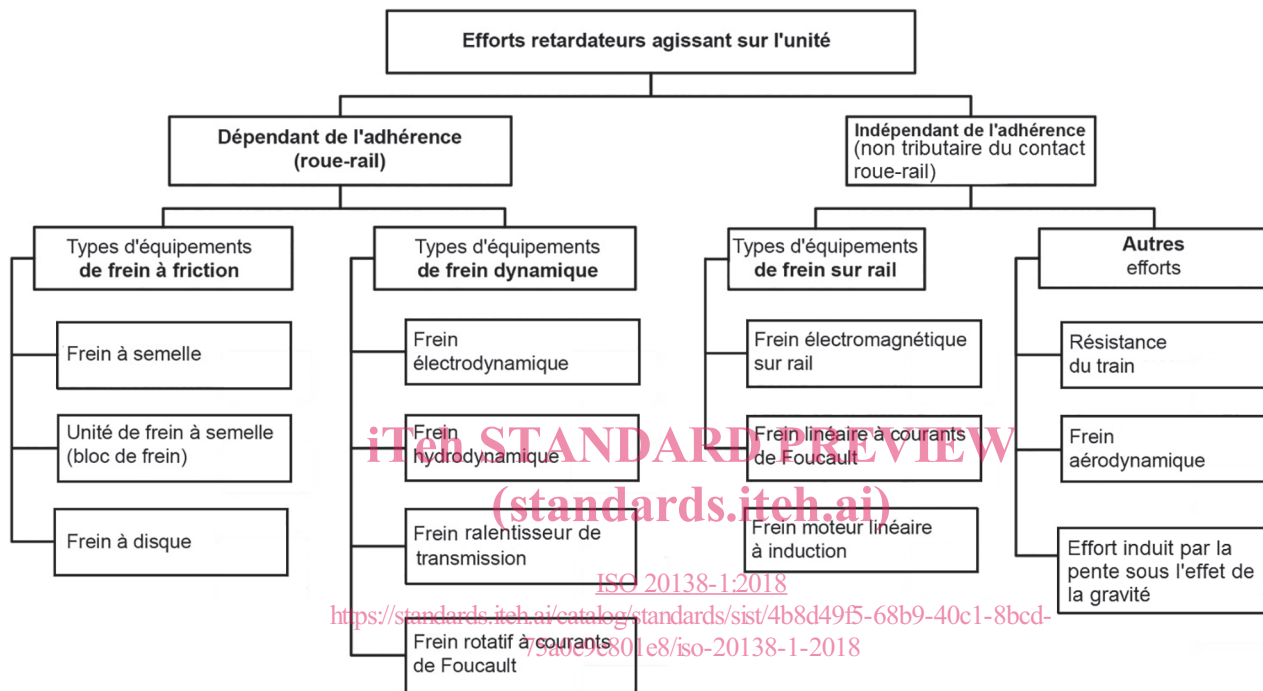 Efforts retardateurs agissant sur l'unité
Dépendant de l'adhérence
(roue-rail)
Indépendant de l'adhérence
(non tributaire du contact
roue-rail)
Types d'équipements
de frein à friction
Types d'équipements
de frein dynamique
Types d'équipements
de frein sur rail
Autres
efforts
Frein à semelle
Frein
électrodynamique
Frein électromagnétique
sur rail
Résistance
du train
Unité de frein à semelle
(bloc de frein)
Frein
hydrodynamique
Frein linéaire à courants
de Foucault
Frein
aérodynamique
iTeh STANDARD PREVIEW
(standards.iteh.ai)
Frein à disque
Frein ralentisseur de
transmission
Frein moteur linéaire
à induction
Effort induit par la
pente sous l'effet de
la gravité
ISO 20138-1:2018
https://standards.iteh.ai/catalog/standards/sist/4b8d49f5-68b9-40c1-8bcd-
75a0e9e801e8/iso-20138-1-2018
Frein rotatif à courants
de Foucault